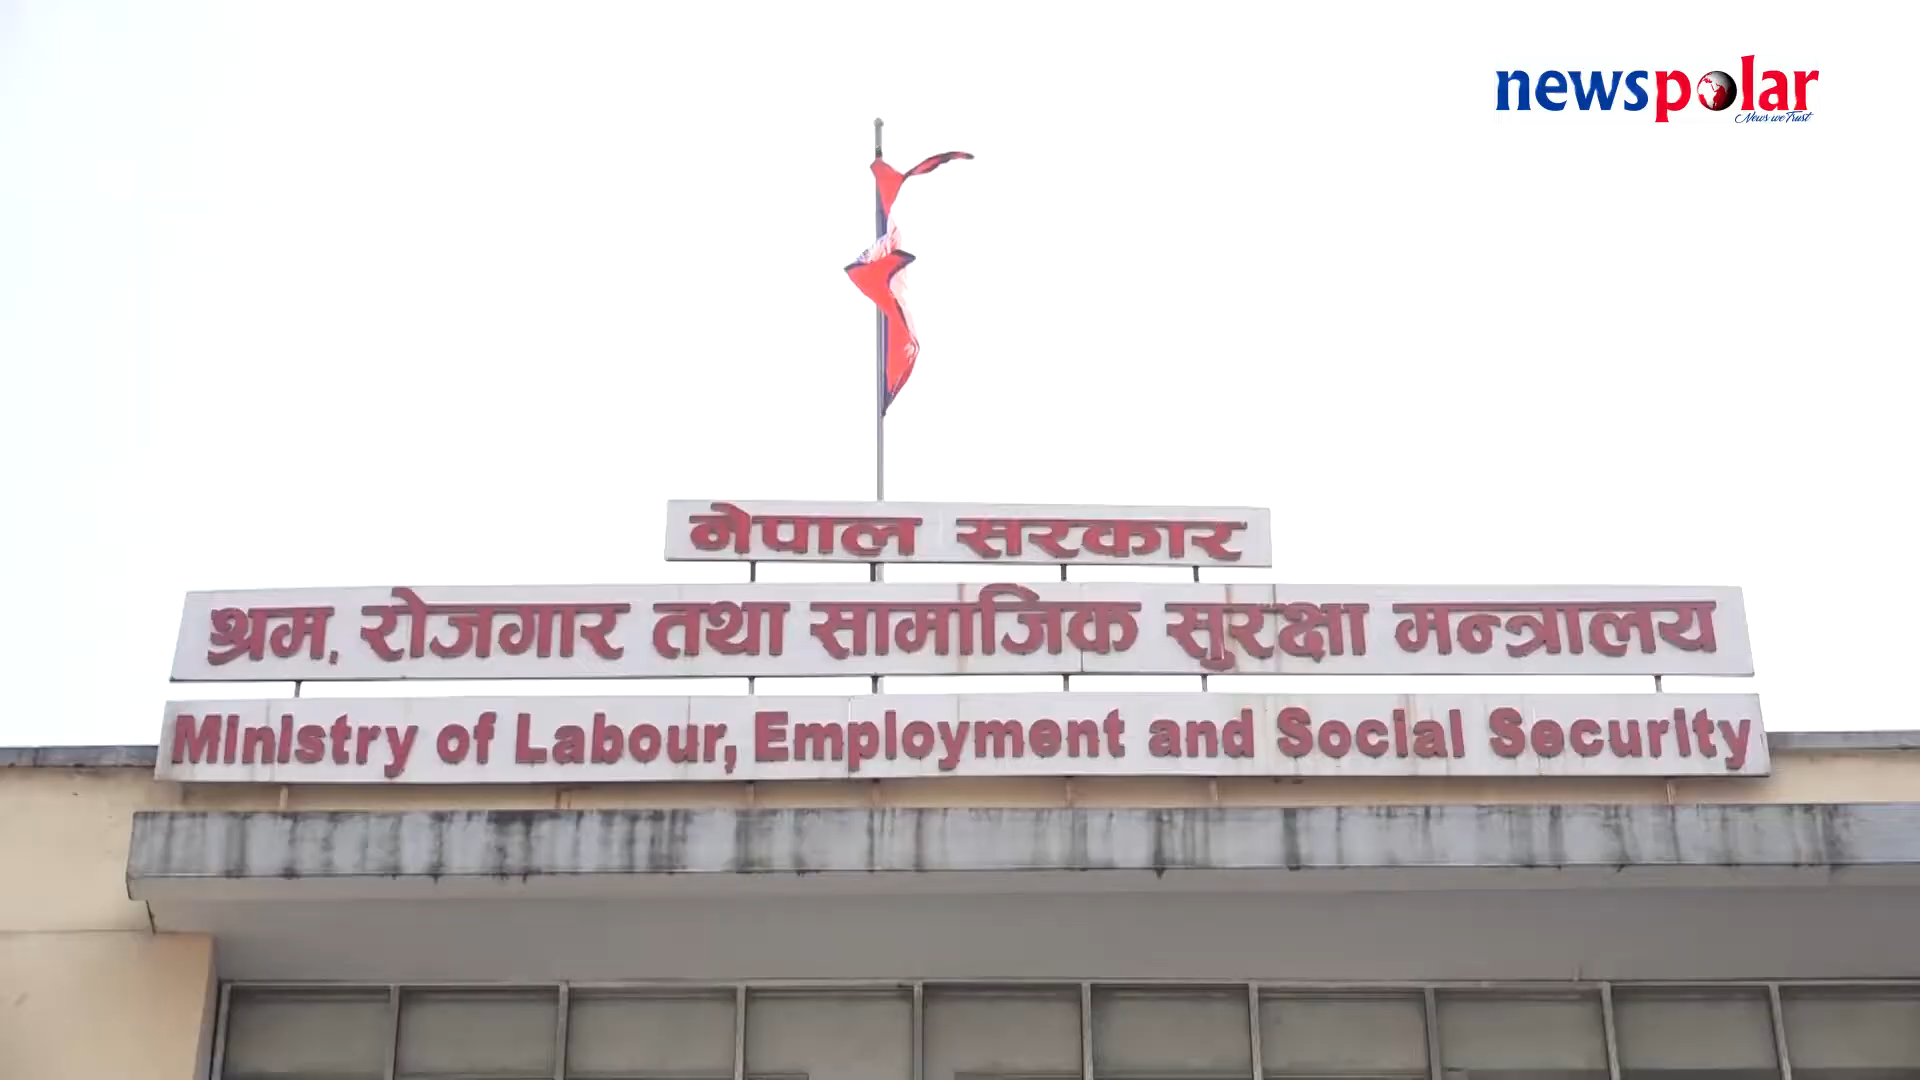 newspolar
News we Trust
नेपाल सरकार
श्रम, रोजगार तथा सामाजिक सुरक्षा मन्त्रालय
Ministry of Labour, Employment and Social Security